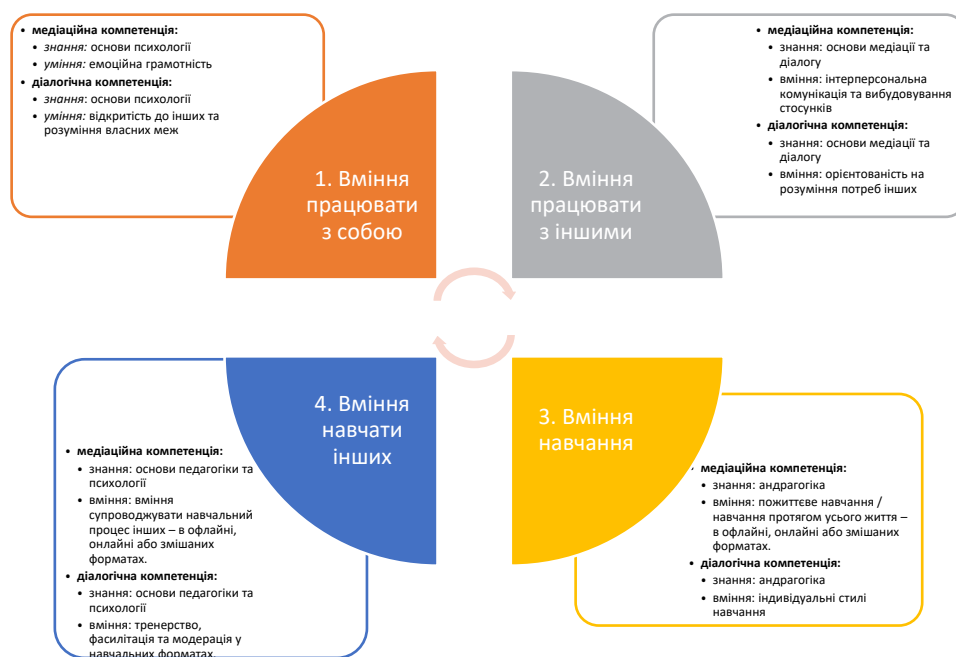 • медіаційна компетенція:
• знання: основи психології
• уміння: емоційна грамотність
• діалогічна компетенція:
• знання: основи психології
• уміння: відкритість до інших та
розуміння власних меж
• медіаційна компетенція:
• знання: основи медіації та
діалогу
• вміння: інтерперсональна
комунікація та вибудовування
стосунків
• діалогічна компетенція:
• знання: основи медіації та
діалогу
• вміння: орієнтованість на
розуміння потреб інших
1. Вміння
працювати
з собою
2. Вміння
працювати
з іншими
4. Вміння
навчати
інших
3. Вміння
навчання
• медіаційна компетенція:
• знання: основи педагогіки та
психології
• вміння: вміння
супроводжувати навчальний
процес інших – в офлайні,
онлайні або змішаних
форматах.
• діалогічна компетенція:
• знання: основи педагогіки та
психології
• вміння: тренерство,
фасилітація та модерація у
навчальних форматах.
• медіаційна компетенція:
• знання: андрагогіка
• вміння: пожиттєве навчання /
навчання протягом усього життя –
в офлайні, онлайні або змішаних
форматах.
• діалогічна компетенція:
• знання: андрагогіка
• вміння: індивідуальні стилі
навчання